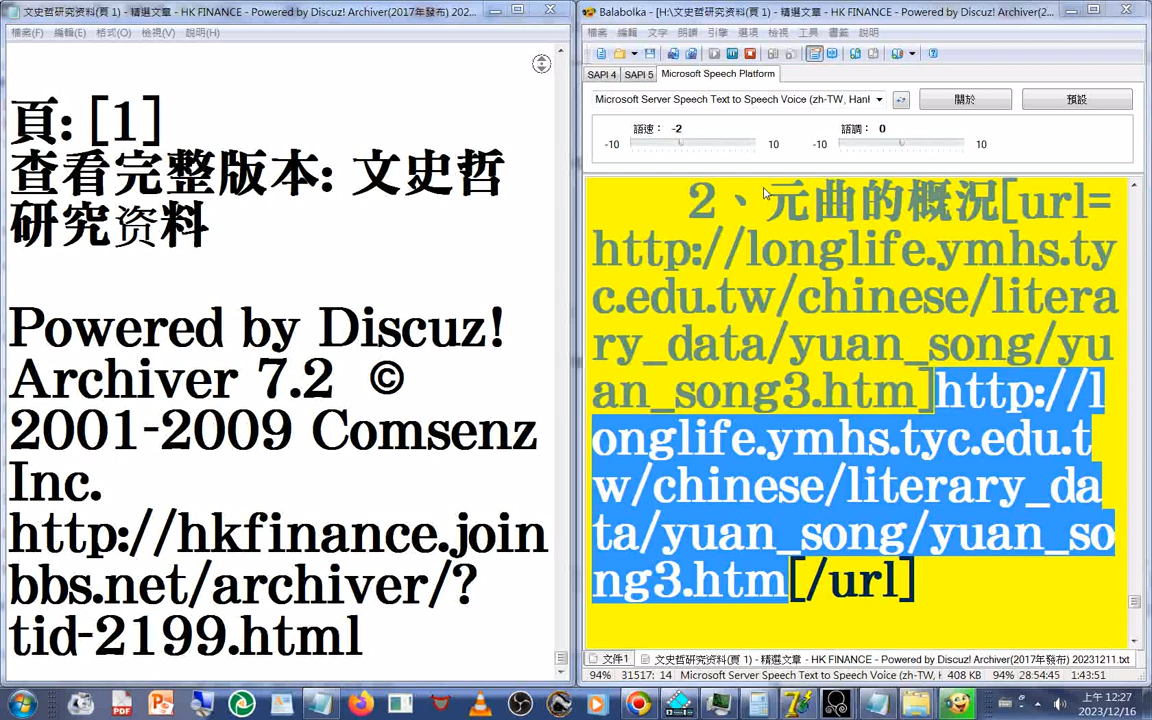 文史哲研究资料(頁 1) - 精選文章 - HK FINANCE - Powered by Discuz! Archiver(2017年發布) 202...
檔案(F) 編輯(E) 格式(O) 檢視(V) 說明(H)
頁: [1]
查看完整版本: 文史哲
研究资料
Powered by Discuz!
Archiver 7.2 ©
2001-2009 Comsenz
Inc.
http://hkfinance.join
bbs.net/archiver/?
tid-2199.html
Balabolka - [H:\文史哲研究资料(頁 1) - 精選文章 - HK FINANCE - Powered by Discuz! Archiver(2...
檔案 編輯 文字 朗讀 引擎 選項 檢視 工具 書籤 說明
SAPI 4 SAPI 5 Microsoft Speech Platform
Microsoft Server Speech Text to Speech Voice (zh-TW, Hanl
關於 預設
語速： -2 語調： 0
-10 10 -10 10
2、元曲的概況[url=
http://longlife.ymhs.ty
c.edu.tw/chinese/litera
ry_data/yuan_song/yu
an_song3.htm]http://l
onglife.ymhs.tyc.edu.t
w/chinese/literary_da
ta/yuan_song/yuan_so
ng3.htm[/url]
文件1 文史哲研究资料(頁 1) - 精選文章 - HK FINANCE - Powered by Discuz! Archiver(2017年發布) 20231211.txt
94% 31517: 14 Microsoft Server Speech Text to Speech Voice (zh-TW, H 408 KB 94% 28:54:45 1:43:51
上午 12:27
2023/12/16